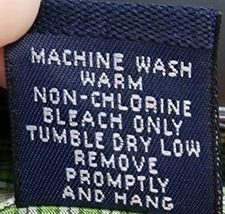 MACHINE WASH
WARM
NON-CHLORINE
BLEACH ONLY
TUMBLE DRY LOW
REMOVE
PROMPTLY
AND HANG